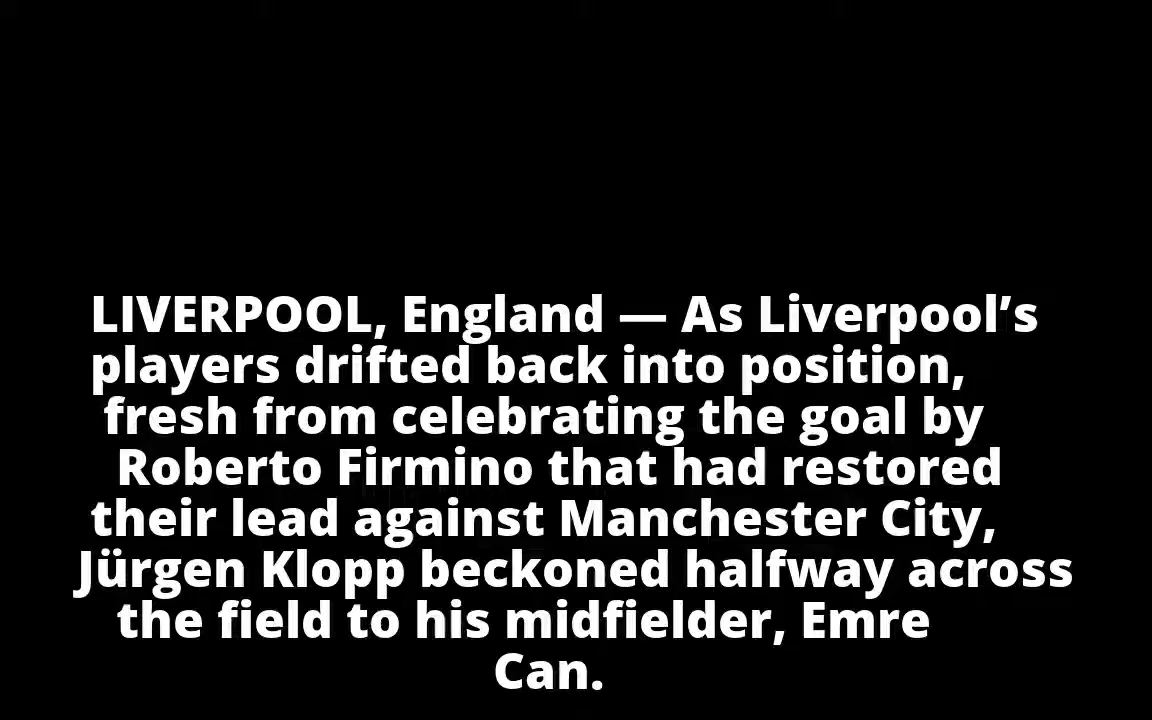 LIVERPOOL, England — As Liverpool’s
players drifted back into position,
fresh from celebrating the goal by
Roberto Firmino that had restored
their lead against Manchester City,
Jürgen Klopp beckoned halfway across
the field to his midfielder, Emre
Can.